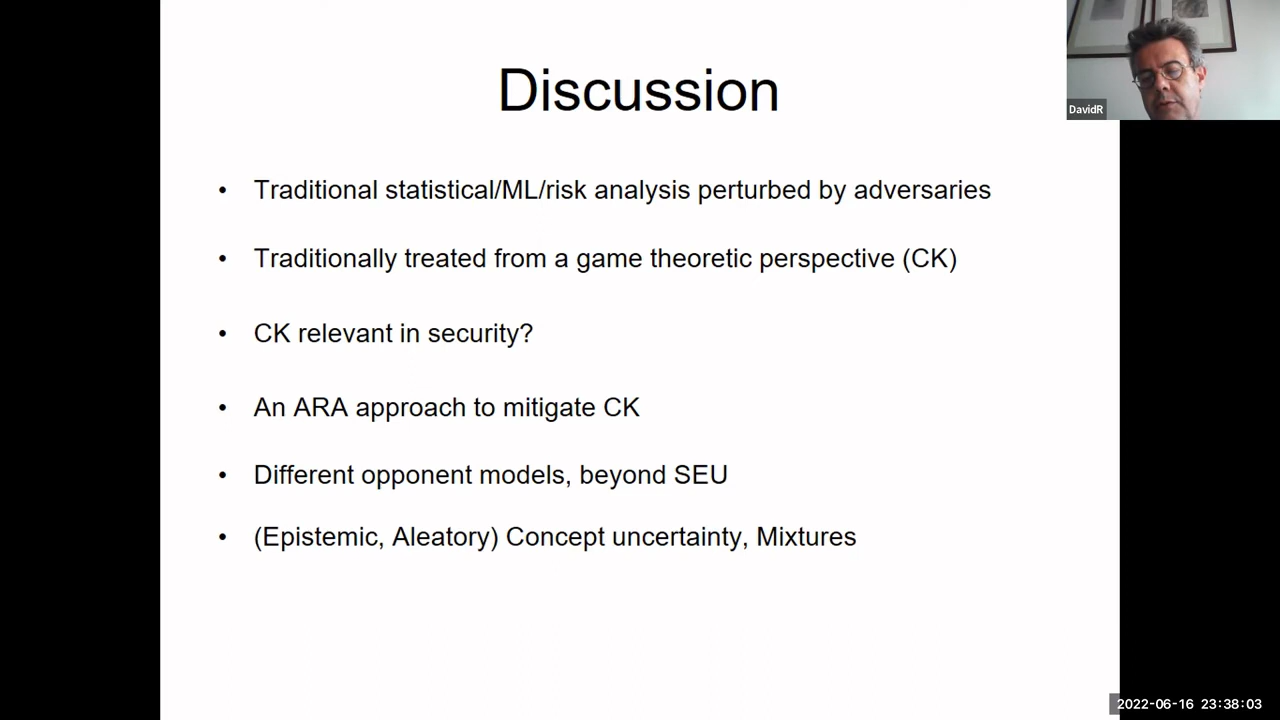 Discussion
DavidR
• Traditional statistical/ML/risk analysis perturbed by adversaries
• Traditionally treated from a game theoretic perspective (CK)
• CK relevant in security?
• An ARA approach to mitigate CK
• Different opponent models, beyond SEU
• (Epistemic, Aleatory) Concept uncertainty, Mixtures
2022-06-16 23:38:03